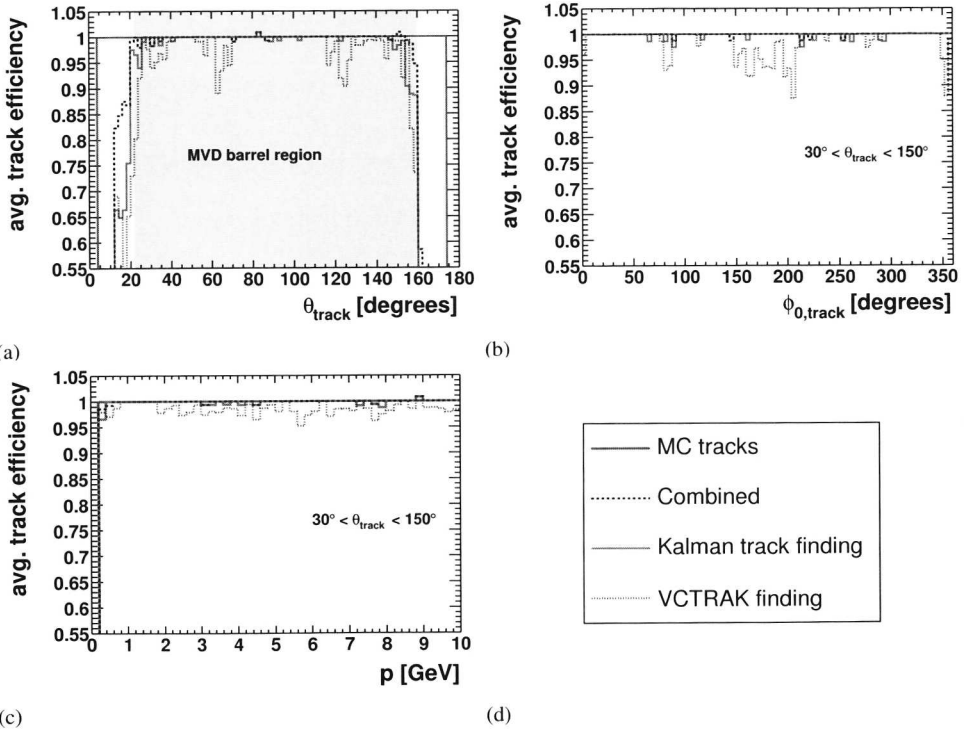 avg. track efficiency
1.05
1
0.95
0.9
0.85
0.8
0.75
0.7
0.65
0.6
0.55
MVD barrel region
0 20 40 60 80 100 120 140 160 180
θtrack [degrees]
(a)
avg. track efficiency
1.05
1
0.95
0.9
0.85
0.8
0.75
0.7
0.65
0.6
0.55
30° < θtrack < 150°
0 50 100 150 200 250 300 350
ϕ0,track [degrees]
(b)
avg. track efficiency
1.05
1
0.95
0.9
0.85
0.8
0.75
0.7
0.65
0.6
0.55
30° < θtrack < 150°
0 1 2 3 4 5 6 7 8 9 10
p [GeV]
(c)
MC tracks
Combined
Kalman track finding
VCTRAK finding
(d)